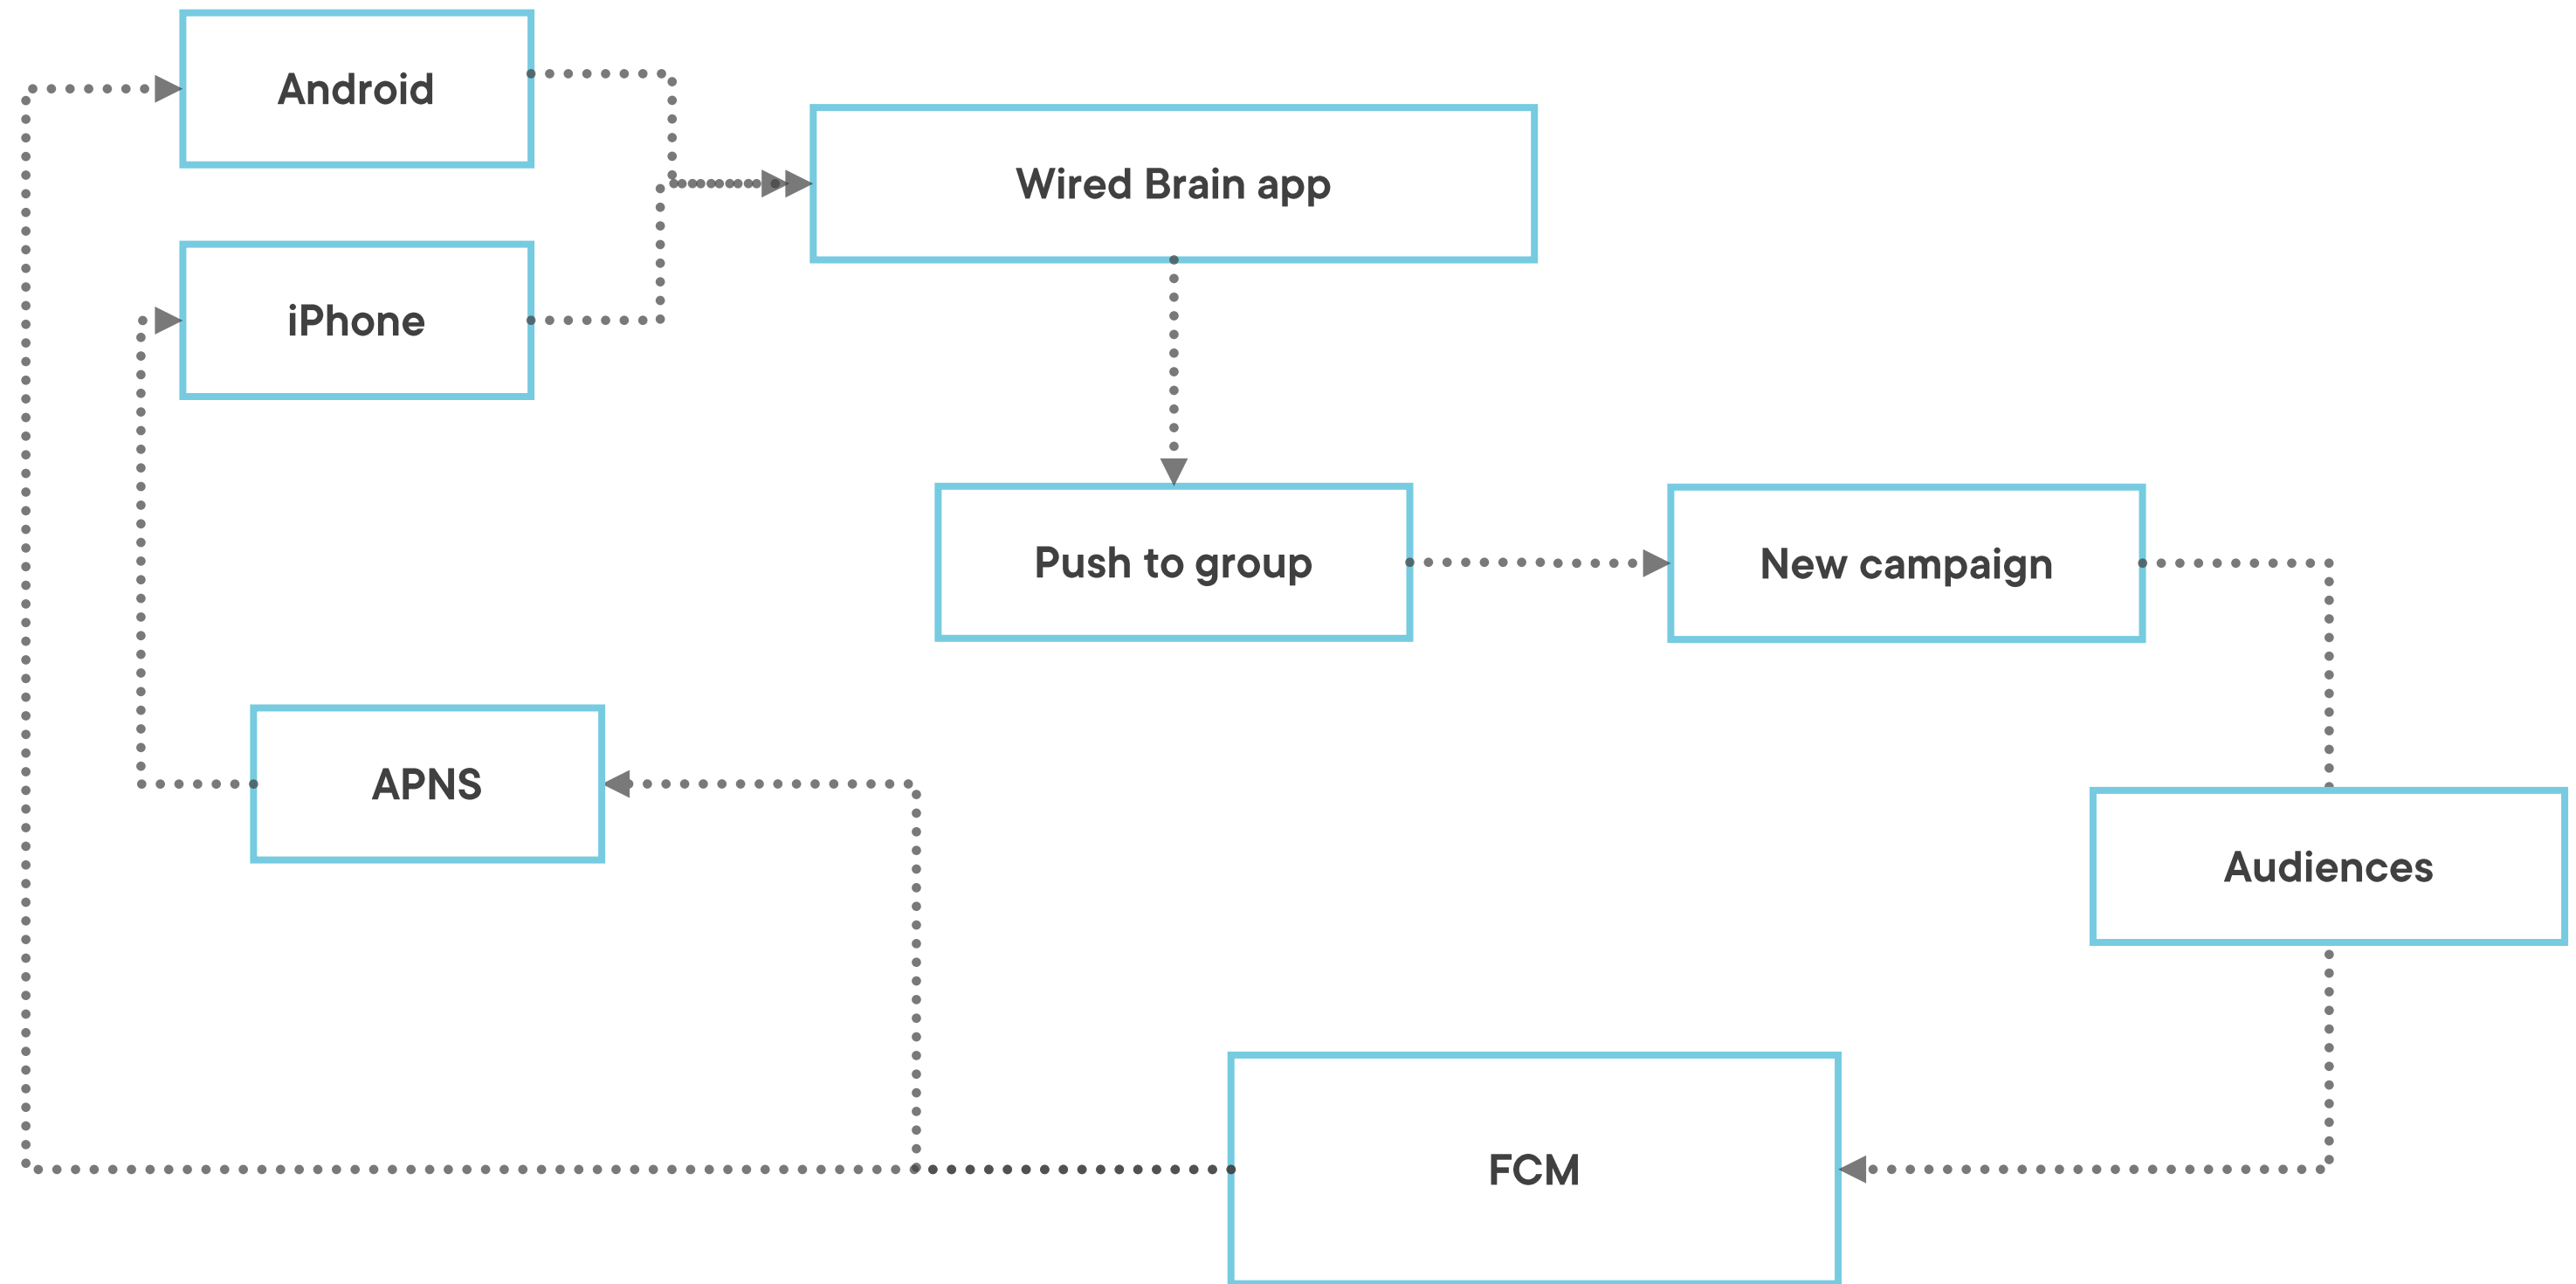 Android
Wired Brain app
iPhone
Push to group
New campaign
APNS
Audiences
FCM